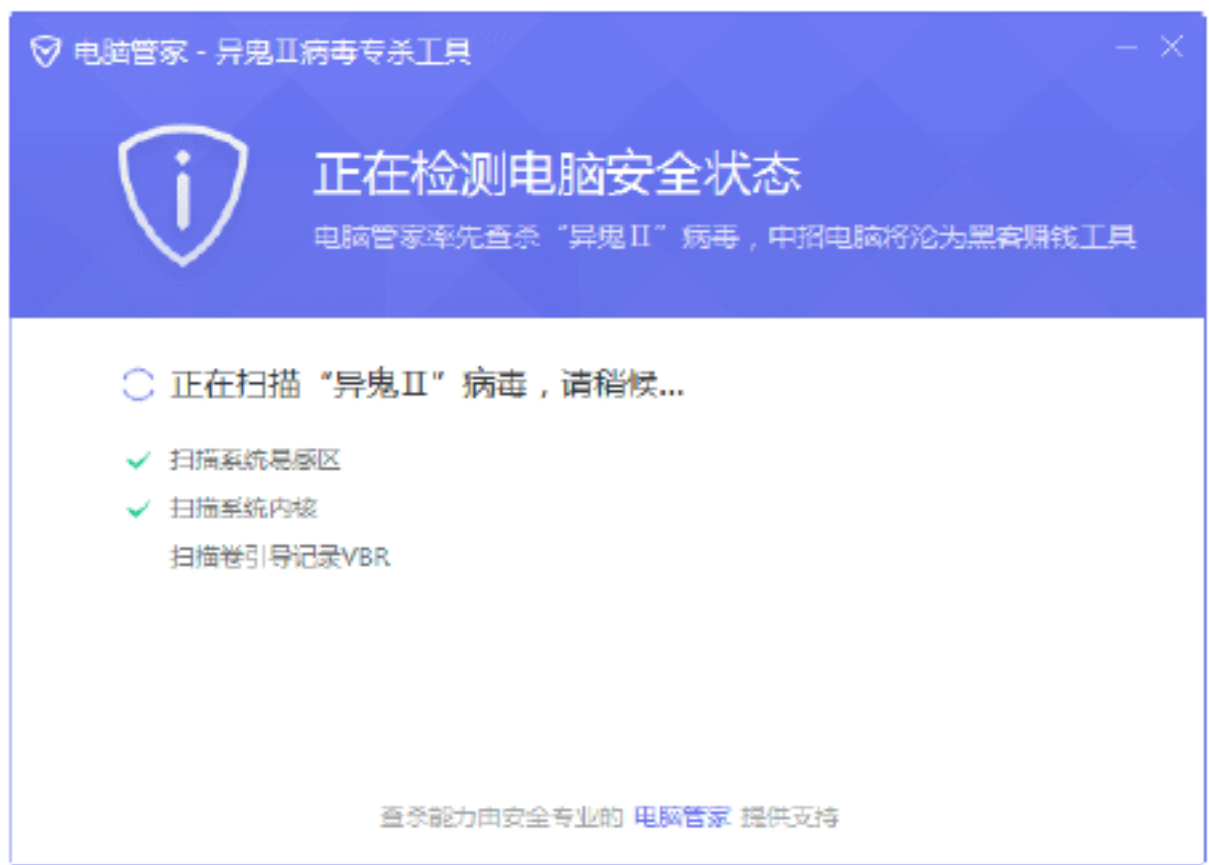 电脑管家 - 异鬼Ⅱ病毒专杀工具
正在检测电脑安全状态
电脑管家率先查杀“异鬼Ⅱ”病毒，中招电脑将沦为黑客赚钱工具
正在扫描“异鬼Ⅱ”病毒，请稍候...
扫描系统易感区
扫描系统内核
扫描卷引导记录VBR
查杀能力由安全专业的 电脑管家 提供支持